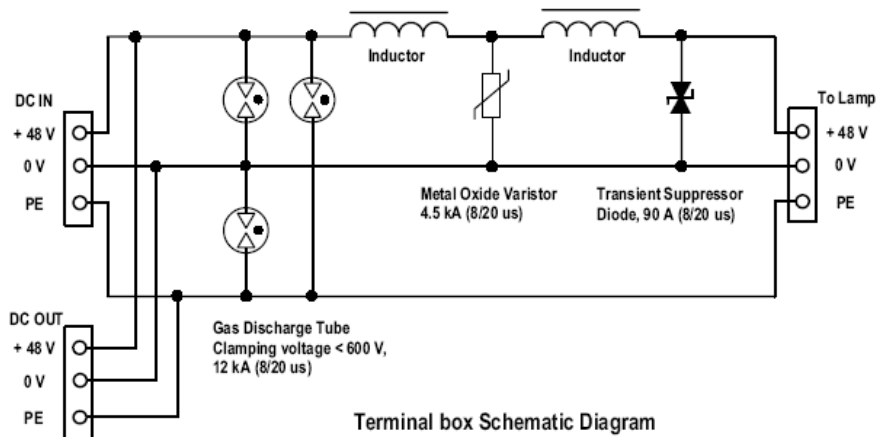 Inductor
Inductor
DC IN
+ 48 V
0 V
PE
To Lamp
+ 48 V
0 V
PE
Metal Oxide Varistor
4.5 kA (8/20 us)
Transient Suppressor
Diode, 90 A (8/20 us)
DC OUT
+ 48 V
0 V
PE
Gas Discharge Tube
Clamping voltage < 600 V,
12 kA (8/20 us)
Terminal box Schematic Diagram